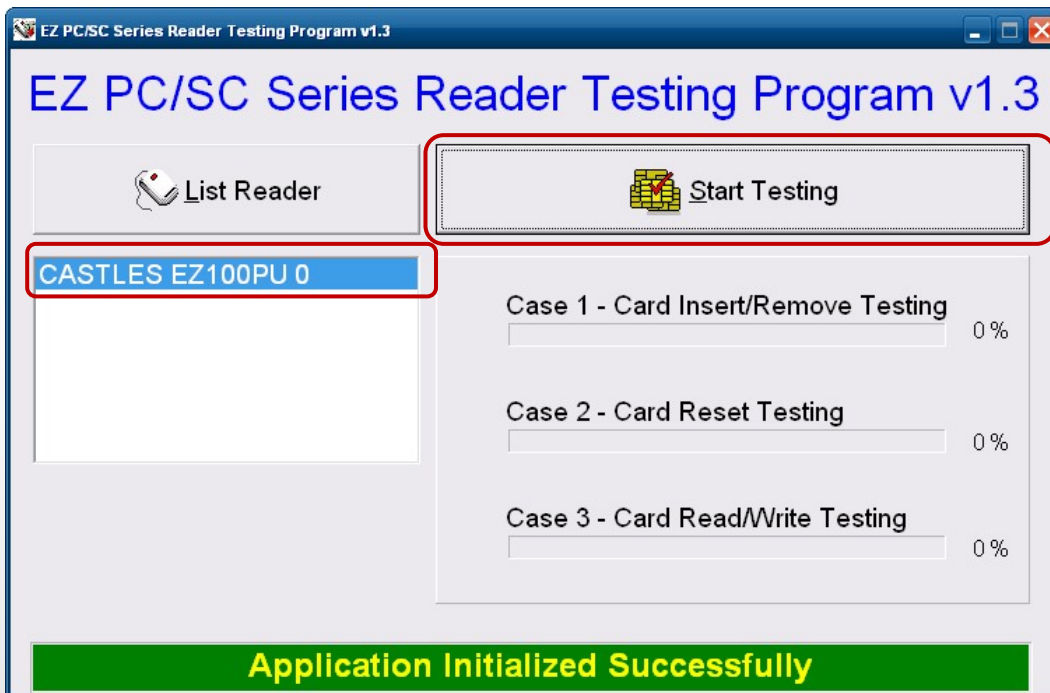 EZ PC/SC Series Reader Testing Program v1.3
EZ PC/SC Series Reader Testing Program v1.3
List Reader
Start Testing
CASTLES EZ100PU 0
Case 1 - Card Insert/Remove Testing
0 %
Case 2 - Card Reset Testing
0 %
Case 3 - Card Read/Write Testing
0 %
Application Initialized Successfully